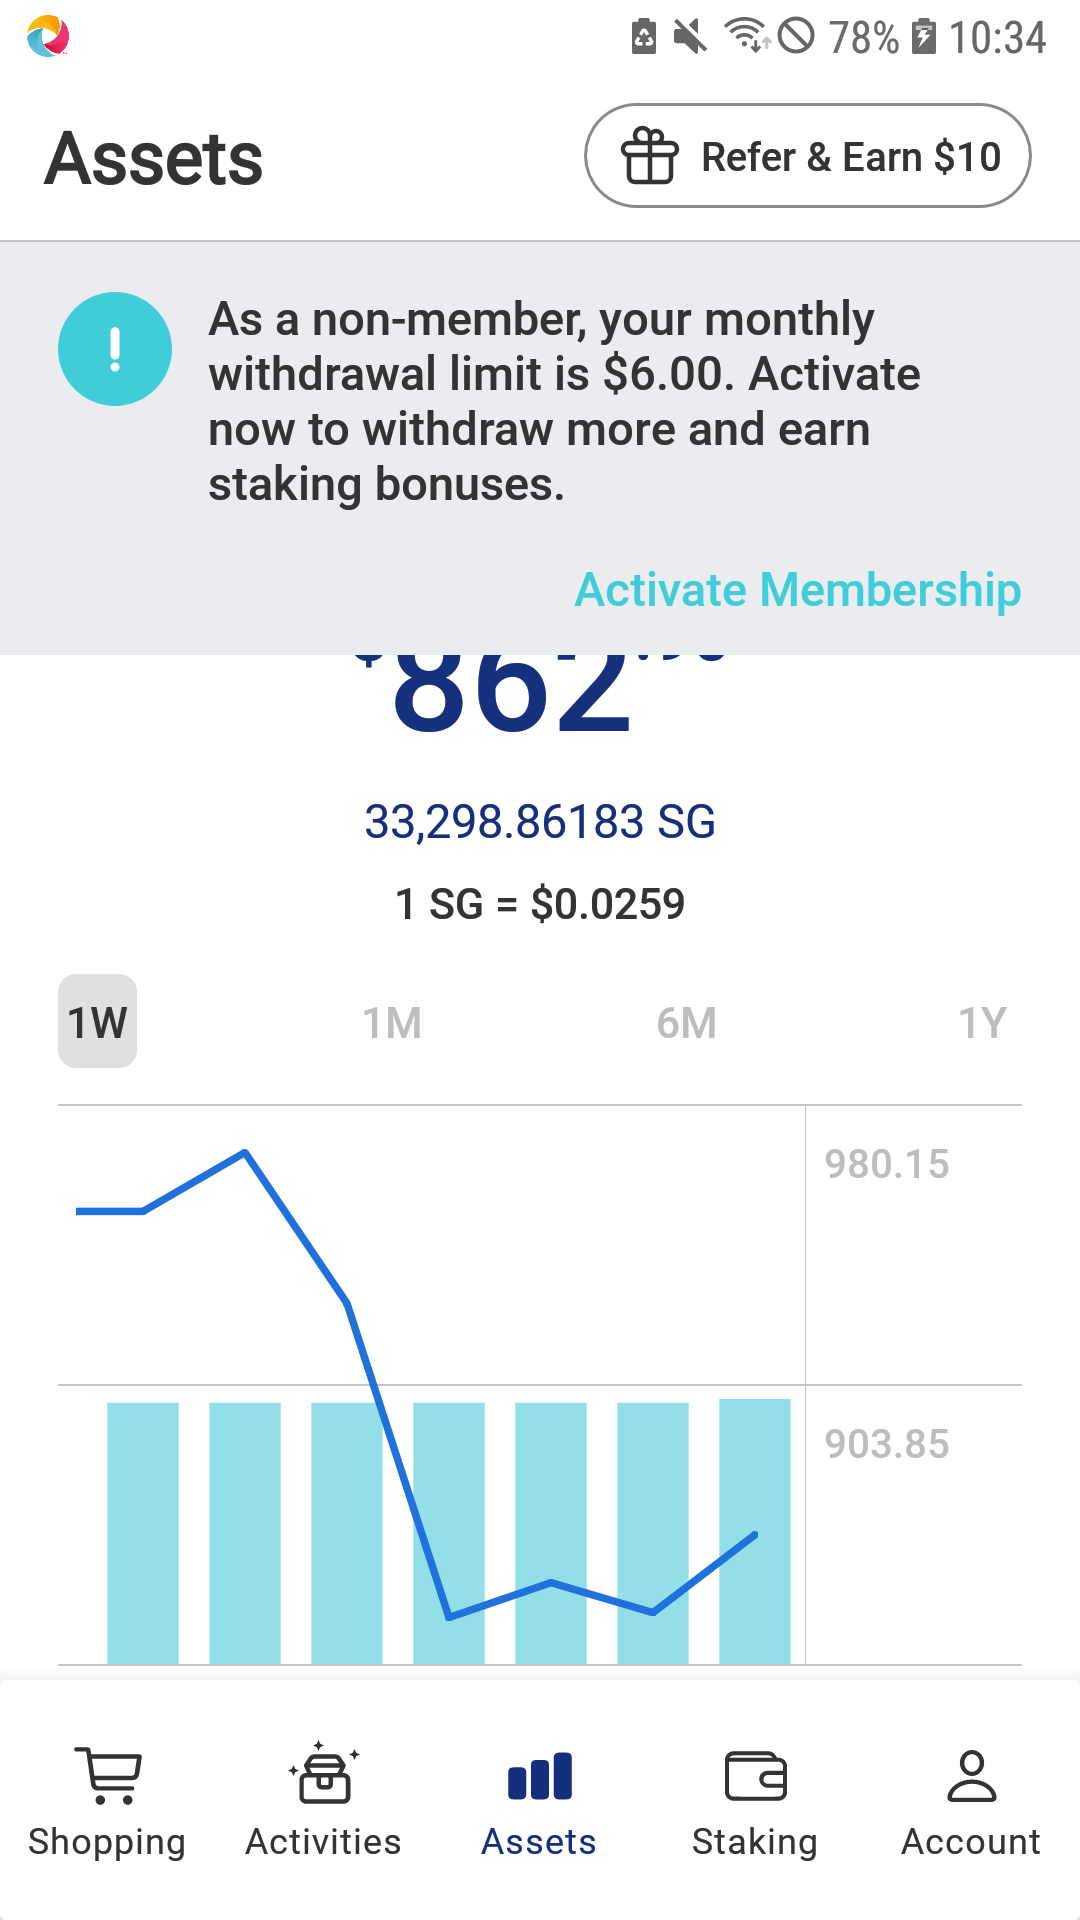 78% 10:34
Assets
Refer & Earn $10
As a non-member, your monthly
withdrawal limit is $6.00. Activate
now to withdraw more and earn
staking bonuses.
Activate Membership
$862
33,298.86183 SG
1 SG = $0.0259
1W 1M 6M 1Y
980.15
903.85
Shopping Activities Assets Staking Account